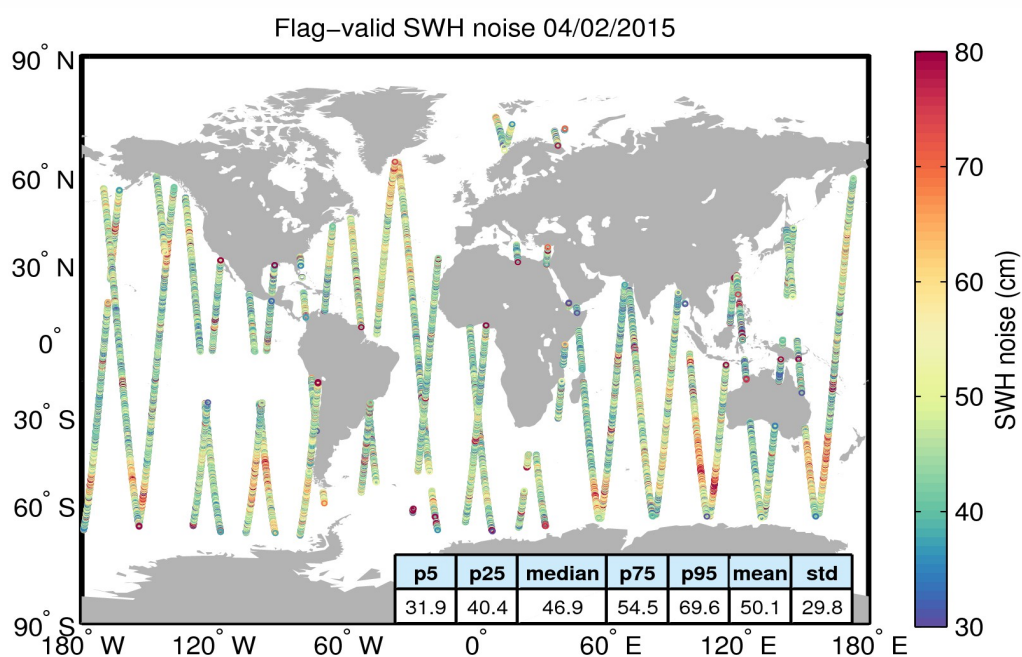 Flag−valid SWH noise 04/02/2015
90° N
60° N
30° N
0°
30° S
60° S
90° S
180° W
120° W
60° W
0°
60° E
120° E
180° E
80
70
60
50
40
30
SWH noise (cm)
p5 p25 median p75 p95 mean std
31.9 40.4 46.9 54.5 69.6 50.1 29.8